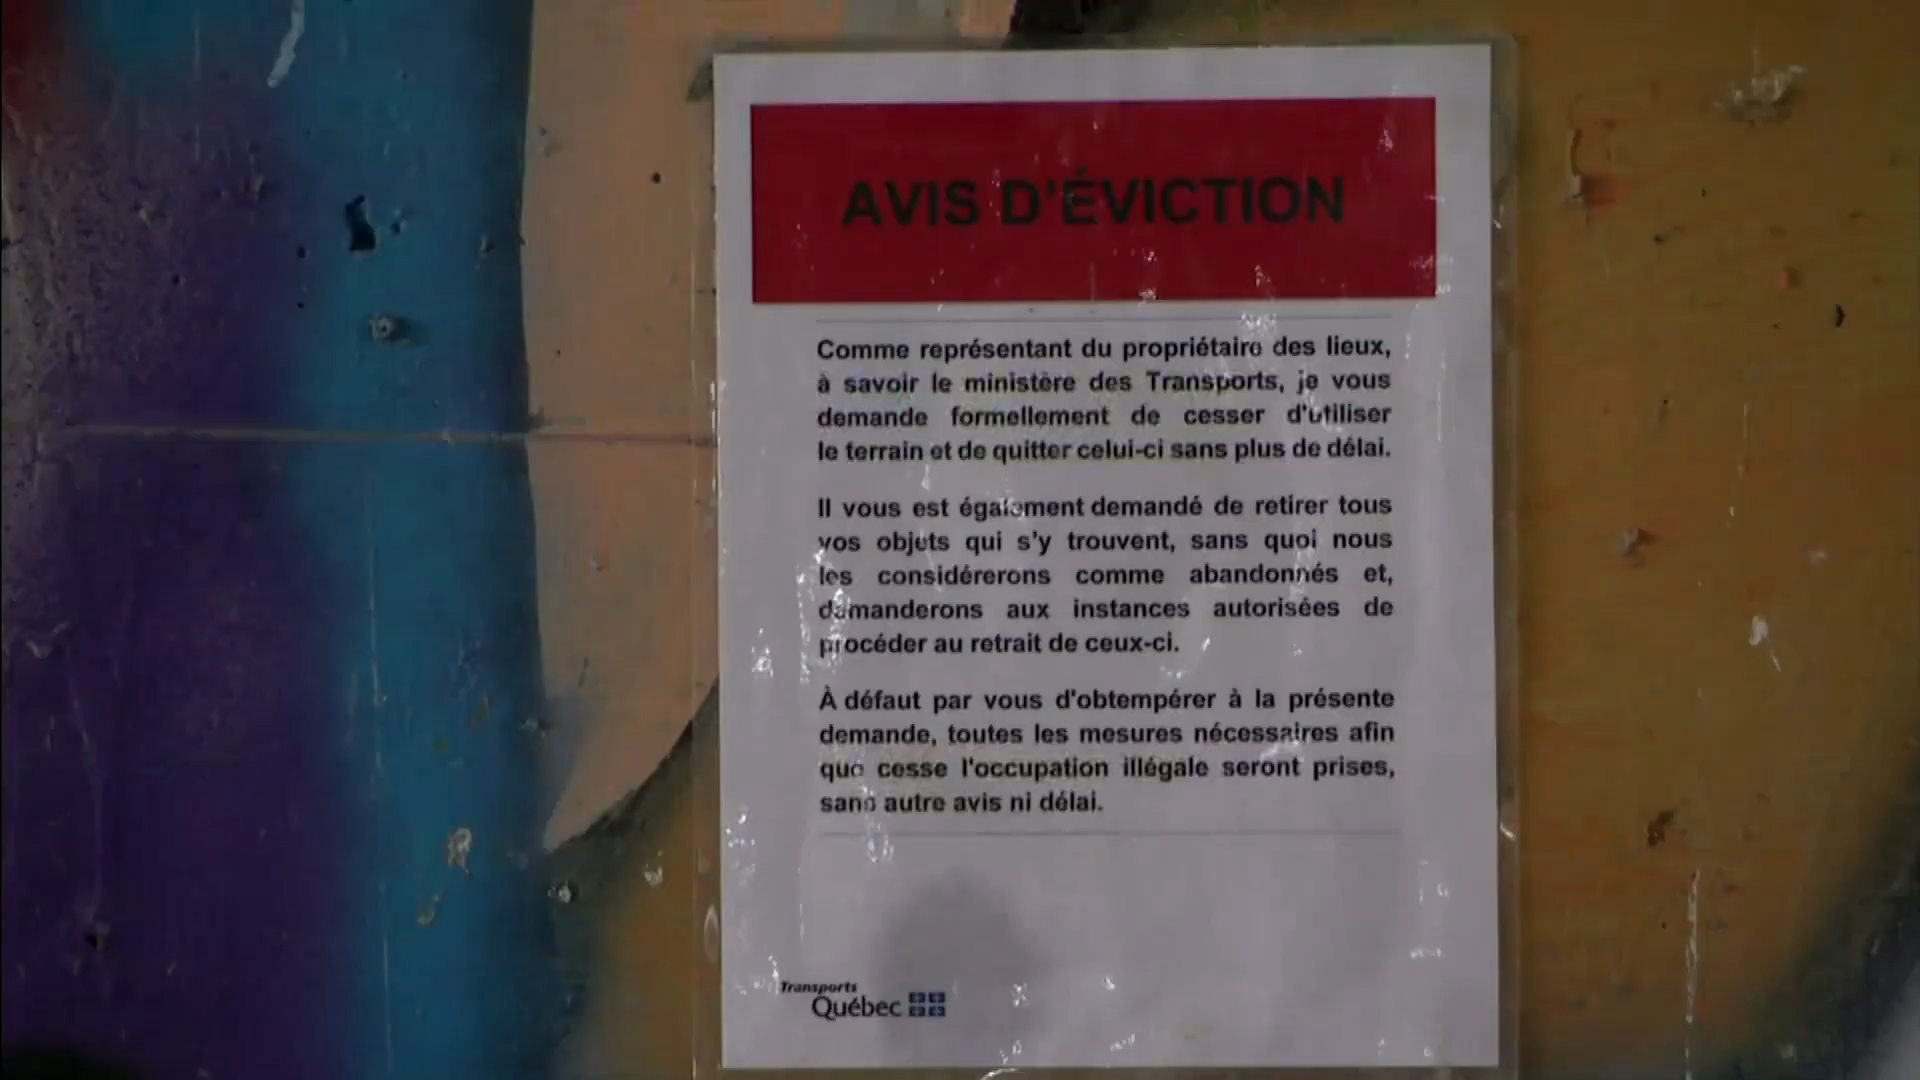 AVIS D'ÉVICTION
Comme représentant du propriétaire des lieux,
à savoir le ministère des Transports, je vous
demande formellement de cesser d'utiliser
le terrain et de quitter celui-ci sans plus de délai.
Il vous est également demandé de retirer tous
vos objets qui s'y trouvent, sans quoi nous
les considérerons comme abandonnés et,
demanderons aux instances autorisées de
procéder au retrait de ceux-ci.
À défaut par vous d'obtempérer à la présente
demande, toutes les mesures nécessaires afin
que cesse l'occupation illégale seront prises,
sans autre avis ni délai.
Transports
Québec